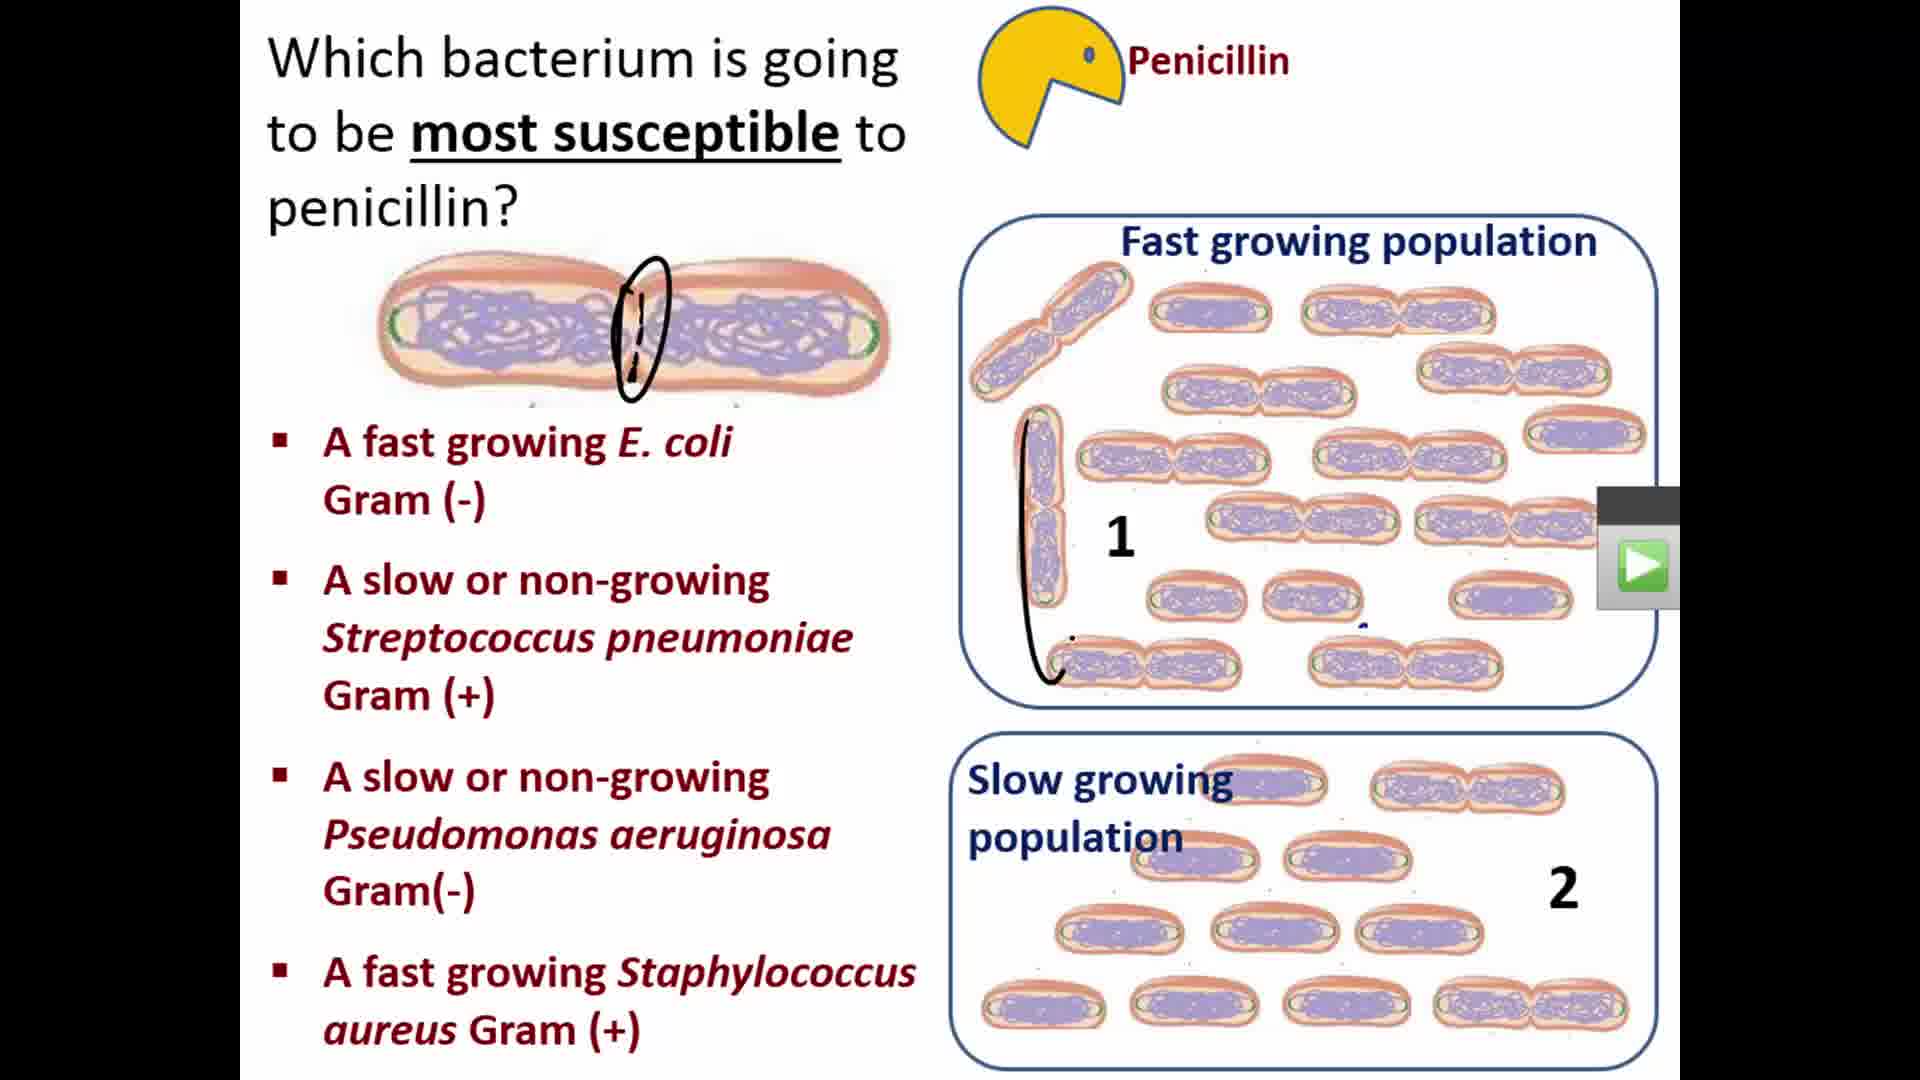 Which bacterium is going
to be most susceptible to
penicillin?
A fast growing E. coli
Gram (-)
A slow or non-growing
Streptococcus pneumoniae
Gram (+)
A slow or non-growing
Pseudomonas aeruginosa
Gram(-)
A fast growing Staphylococcus
aureus Gram (+)
Penicillin
Fast growing population
1
Slow growing
population
2